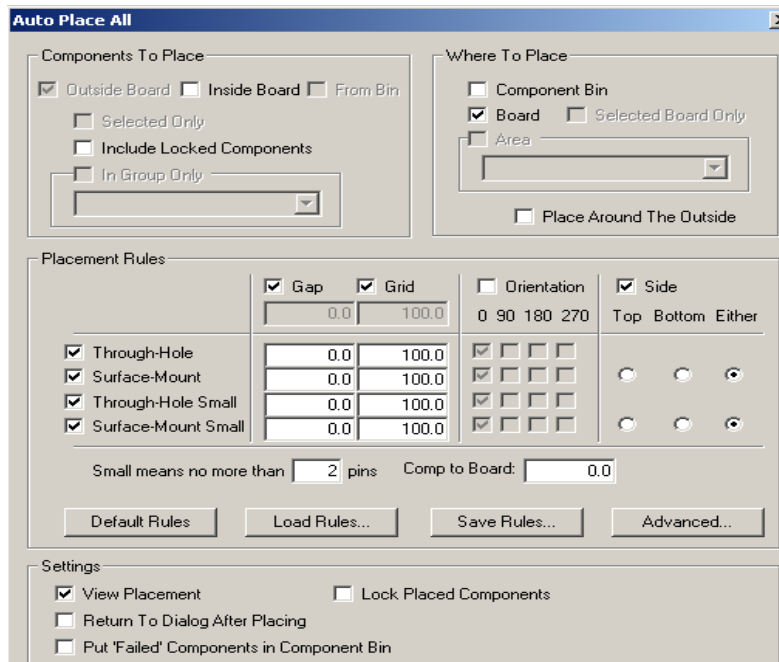 Auto Place All
Components To Place
Outside Board Inside Board From Bin
Selected Only
Include Locked Components
In Group Only
Where To Place
Component Bin
Board Selected Board Only
Area
Place Around The Outside
Placement Rules
Gap Grid Orientation Side
0.0 100.0 0 90 180 270 Top Bottom Either
Through-Hole 0.0 100.0
Surface-Mount 0.0 100.0
Through-Hole Small 0.0 100.0
Surface-Mount Small 0.0 100.0
Small means no more than 2 pins Comp to Board: 0.0
Default Rules Load Rules... Save Rules... Advanced...
Settings
View Placement Lock Placed Components
Return To Dialog After Placing
Put 'Failed' Components in Component Bin